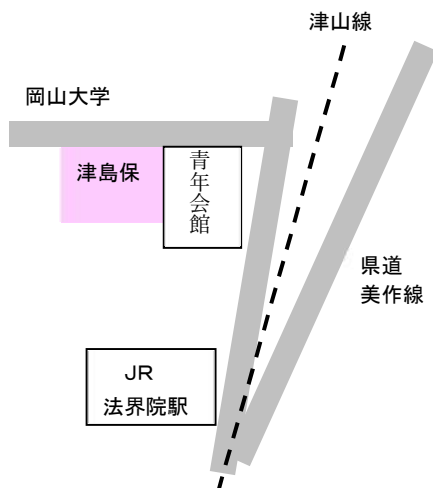 津山線
岡山大学
津島保
青年会館
県道
美作線
ＪＲ
法界院駅